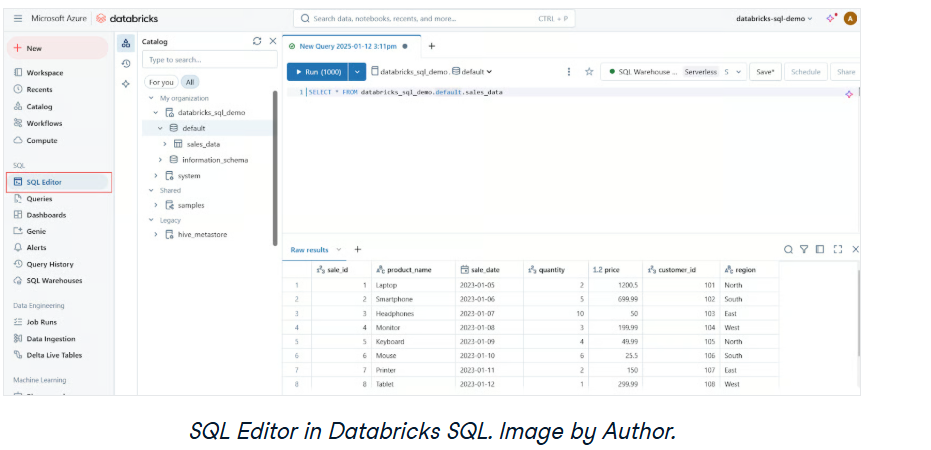 Microsoft Azure databricks
Search data, notebooks, recents, and more... CTRL + P
databricks-sql-demo
A
New
Workspace
Recents
Catalog
Workflows
Compute
SQL
SQL Editor
Queries
Dashboards
Genie
Alerts
Query History
SQL Warehouses
Data Engineering
Job Runs
Data Ingestion
Delta Live Tables
Machine Learning
Catalog
Type to search...
For you All
My organization
databricks_sql_demo
default
sales_data
information_schema
system
Shared
samples
Legacy
hive_metastore
New Query 2025-01-12 3:11pm
Run (1000) databricks_sql_demo. default SQL Warehouse ... Serverless S Save* Schedule Share
1 SELECT * FROM databricks_sql_demo.default.sales_data
Raw results
sale_id product_name sale_date quantity 1.2 price customer_id region
1 1 Laptop 2023-01-05 2 1200.5 101 North
2 2 Smartphone 2023-01-06 5 699.99 102 South
3 3 Headphones 2023-01-07 10 50 103 East
4 4 Monitor 2023-01-08 3 199.99 104 West
5 5 Keyboard 2023-01-09 4 49.99 105 North
6 6 Mouse 2023-01-10 6 25.5 106 South
7 7 Printer 2023-01-11 2 150 107 East
8 8 Tablet 2023-01-12 1 299.99 108 West
SQL Editor in Databricks SQL. Image by Author.